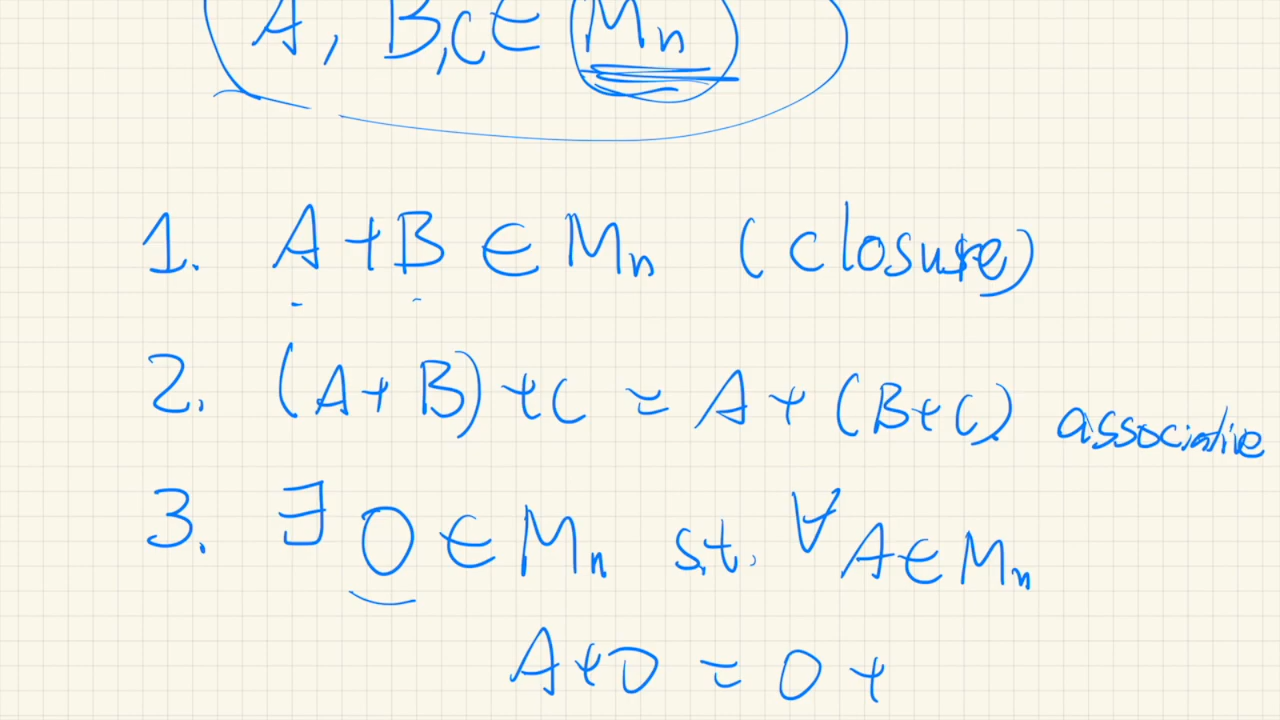 A, B, C ∈ Mn
1. A + B ∈ Mn (closure)
2. (A + B) + C = A + (B + C) associative
3. ∃ O ∈ Mn s.t. ∀ A ∈ Mn
A + O = O +